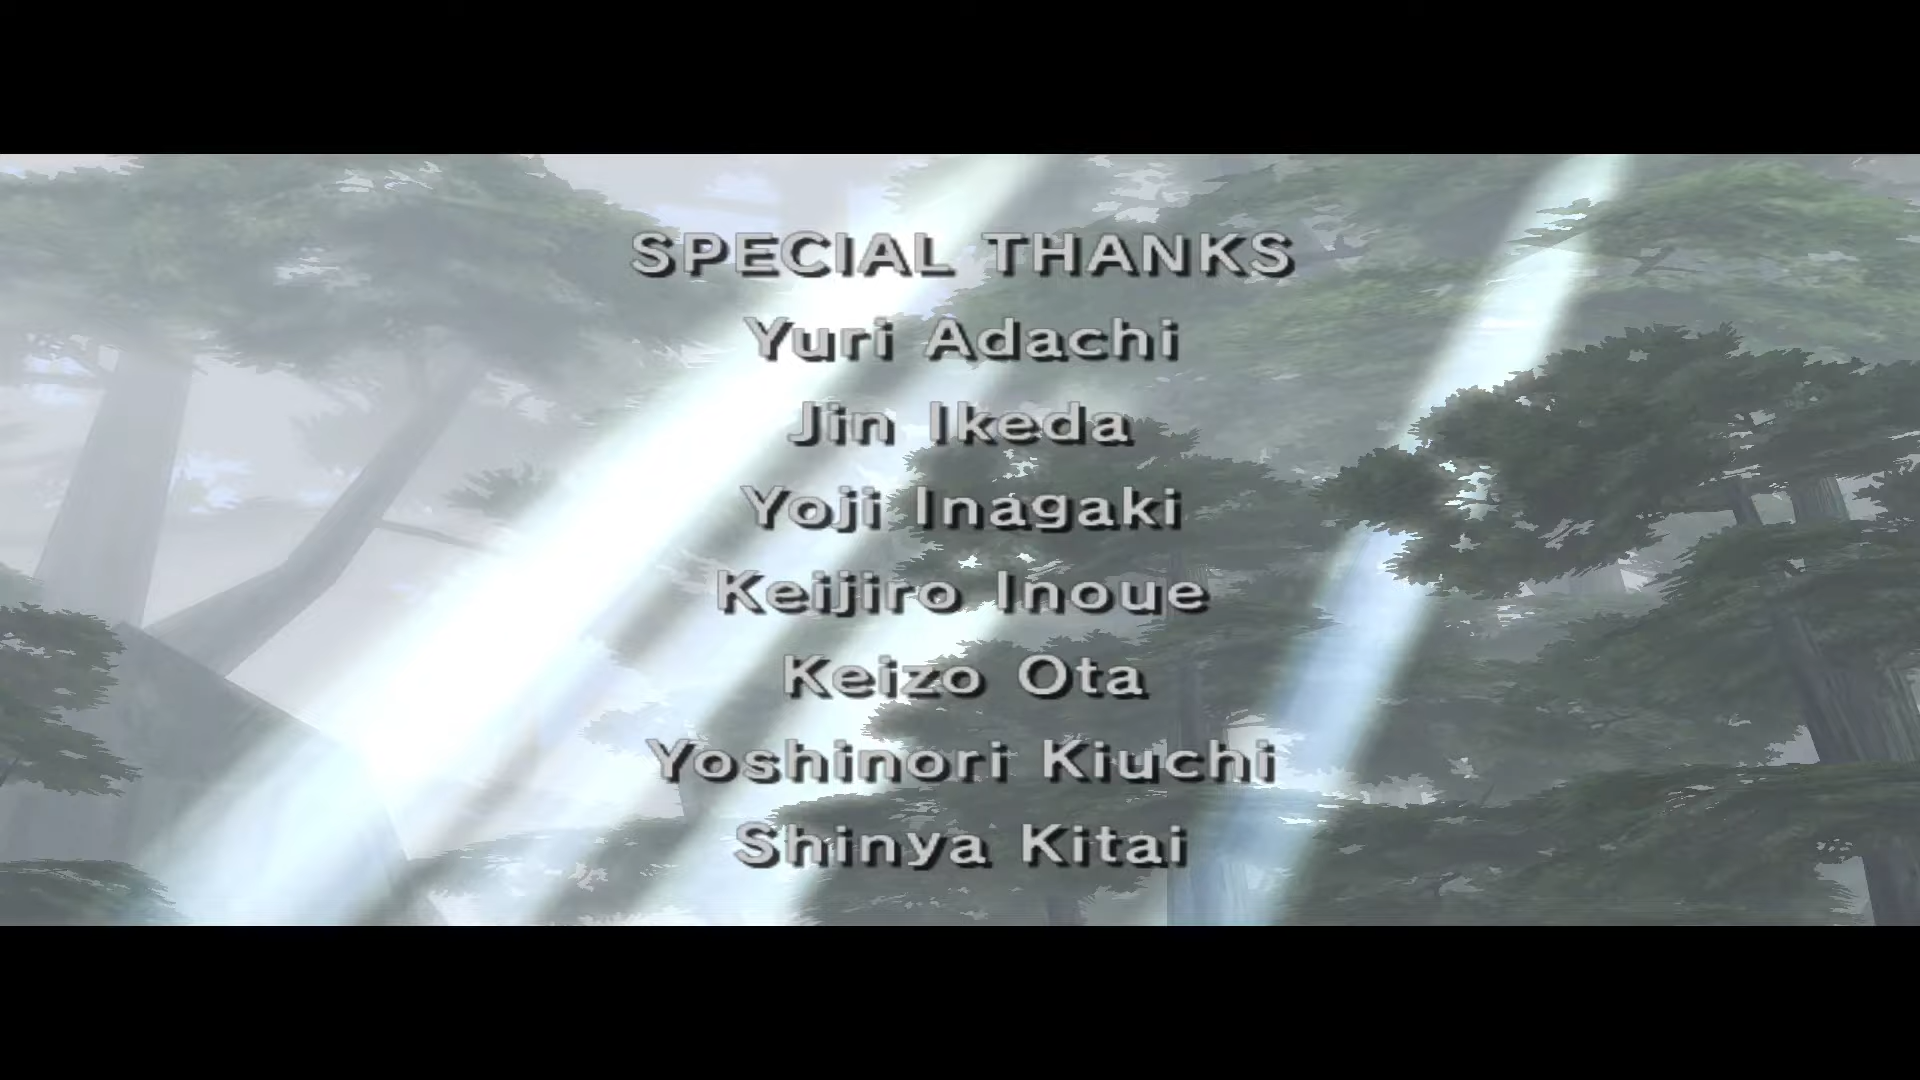 SPECIAL THANKS
Yuri Adachi
Jin Ikeda
Yoji Inagaki
Keijiro Inoue
Keizo Ota
Yoshinori Kiuchi
Shinya Kitai